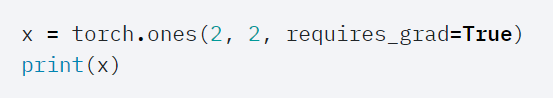 x = torch.ones(2, 2, requires_grad=True)
print(x)